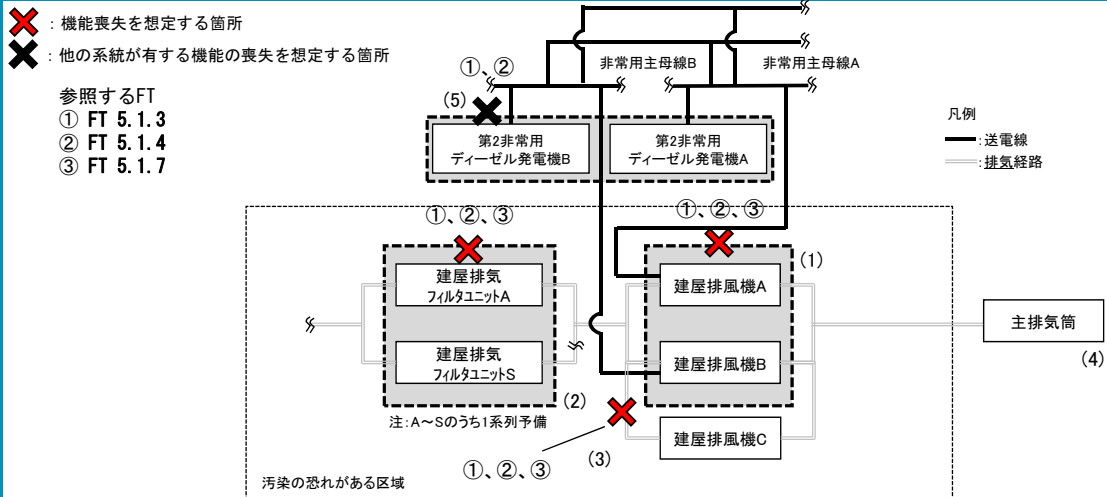 ：機能喪失を想定する箇所
：他の系統が有する機能の喪失を想定する箇所
参照するFT
① FT 5.1.3
② FT 5.1.4
③ FT 5.1.7
非常用主母線B
非常用主母線A
①、②
(5)
第2非常用
ディーゼル発電機B
第2非常用
ディーゼル発電機A
凡例
：送電線
：排気経路
①、②、③
①、②、③
(1)
建屋排気
フィルタユニットA
建屋排気
フィルタユニットS
(2)
注：A～Sのうち1系列予備
建屋排風機A
建屋排風機B
建屋排風機C
主排気筒
(4)
①、②、③
(3)
汚染の恐れがある区域